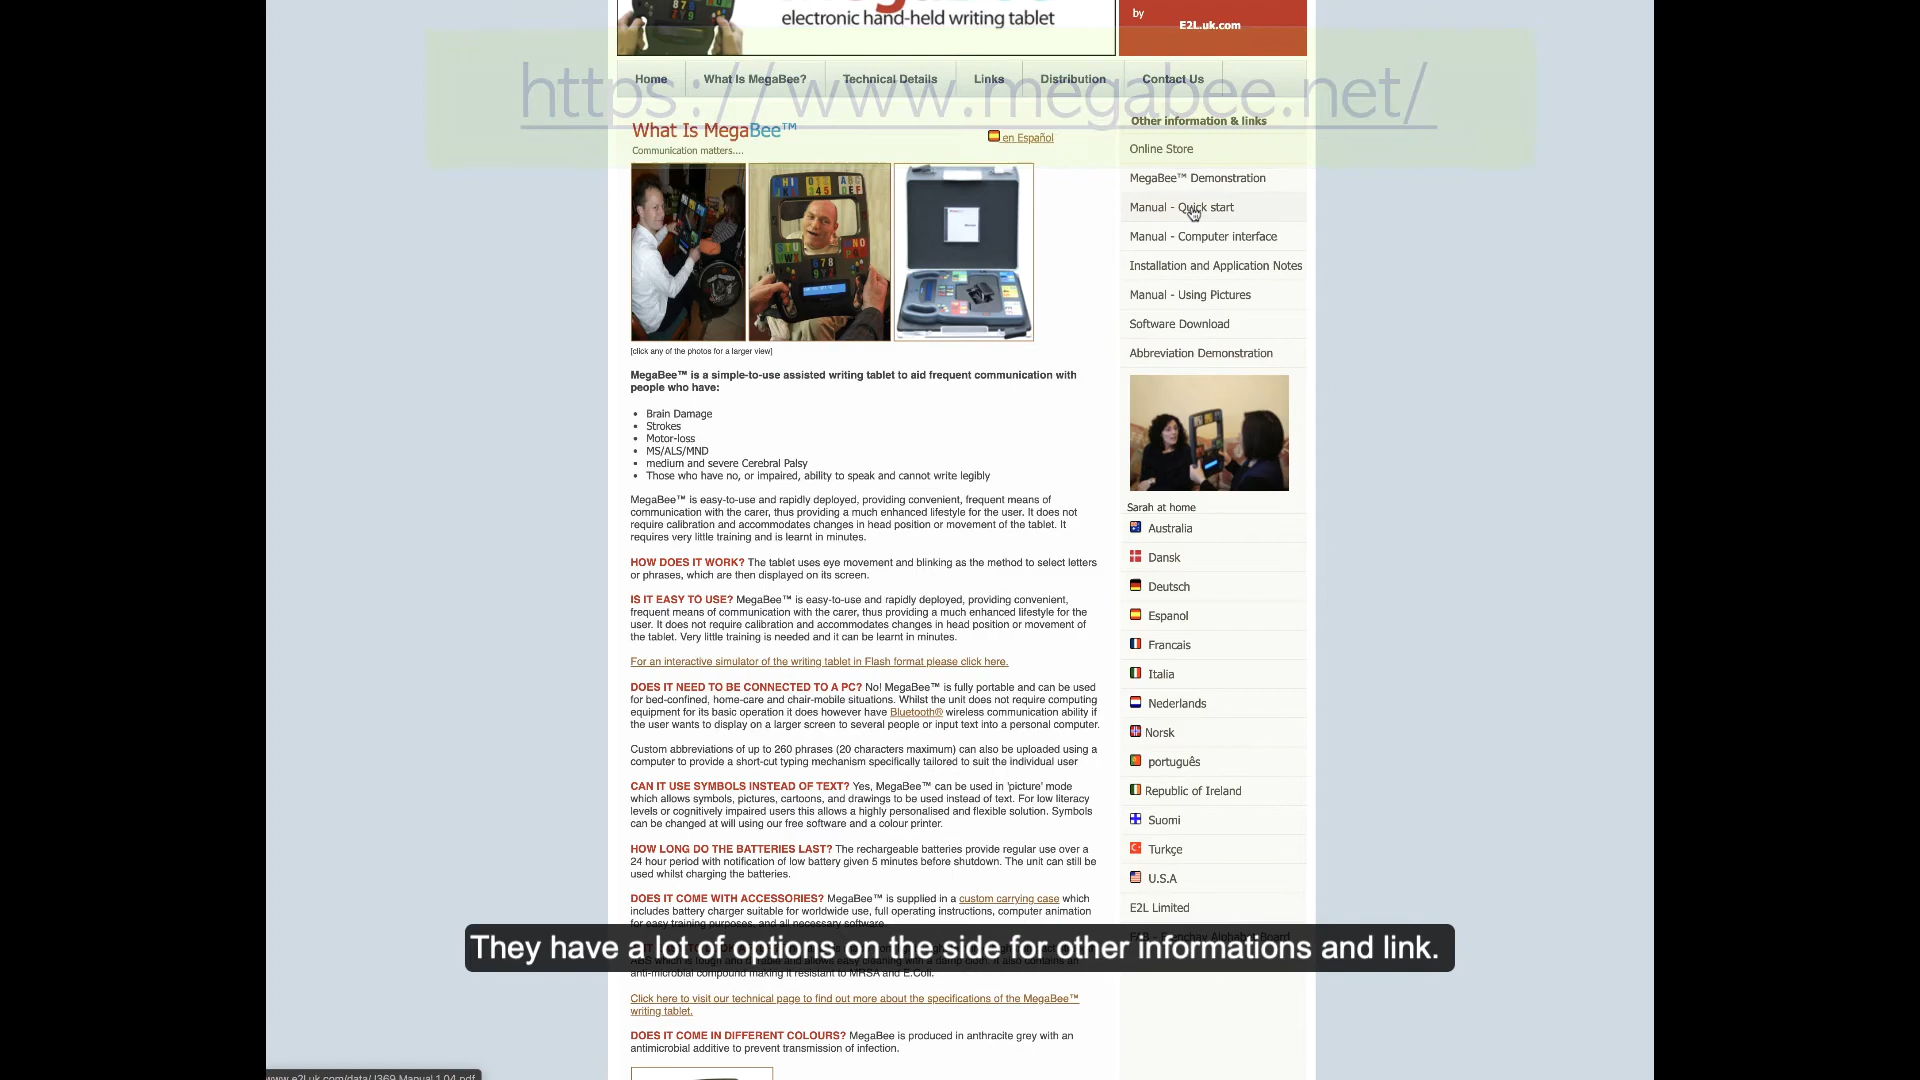 electronic hand-held writing tablet
by
E2L.uk.com
Home
What Is MegaBee?
Technical Details
Links
Distribution
Contact Us
https://www.megabee.net/
What Is MegaBee™
Communication matters....
en Español
[click any of the photos for a larger view]
MegaBee™ is a simple-to-use assisted writing tablet to aid frequent communication with
people who have:
• Brain Damage
• Strokes
• Motor-loss
• MS/ALS/MND
• medium and severe Cerebral Palsy
• Those who have no, or impaired, ability to speak and cannot write legibly
MegaBee™ is easy-to-use and rapidly deployed, providing convenient, frequent means of
communication with the carer, thus providing a much enhanced lifestyle for the user. It does not
require calibration and accommodates changes in head position or movement of the tablet. It
requires very little training and is learnt in minutes.
HOW DOES IT WORK? The tablet uses eye movement and blinking as the method to select letters
or phrases, which are then displayed on its screen.
IS IT EASY TO USE? MegaBee™ is easy-to-use and rapidly deployed, providing convenient,
frequent means of communication with the carer, thus providing a much enhanced lifestyle for the
user. It does not require calibration and accommodates changes in head position or movement of
the tablet. Very little training is needed and it can be learnt in minutes.
For an interactive simulator of the writing tablet in Flash format please click here.
DOES IT NEED TO BE CONNECTED TO A PC? No! MegaBee™ is fully portable and can be used
for bed-confined, home-care and chair-mobile situations. Whilst the unit does not require computing
equipment for its basic operation it does however have Bluetooth® wireless communication ability if
the user wants to display on a larger screen to several people or input text into a personal computer.
Custom abbreviations of up to 260 phrases (20 characters maximum) can also be uploaded using a
computer to provide a short-cut typing mechanism specifically tailored to suit the individual user
CAN IT USE SYMBOLS INSTEAD OF TEXT? Yes, MegaBee™ can be used in 'picture' mode
which allows symbols, pictures, cartoons, and drawings to be used instead of text. For low literacy
levels or cognitively impaired users this allows a highly personalised and flexible solution. Symbols
can be changed at will using our free software and a colour printer.
HOW LONG DO THE BATTERIES LAST? The rechargeable batteries provide regular use over a
24 hour period with notification of low battery given 5 minutes before shutdown. The unit can still be
used whilst charging the batteries.
DOES IT COME WITH ACCESSORIES? MegaBee™ is supplied in a custom carrying case which
includes battery charger suitable for worldwide use, full operating instructions, computer animation
for easy training purposes, and all necessary software.
anti-microbial compound making it resistant to MRSA and E.Coli.
Click here to visit our technical page to find out more about the specifications of the MegaBee™
writing tablet.
DOES IT COME IN DIFFERENT COLOURS? MegaBee is produced in anthracite grey with an
antimicrobial additive to prevent transmission of infection.
Other information & links
Online Store
MegaBee™ Demonstration
Manual - Quick start
Manual - Computer interface
Installation and Application Notes
Manual - Using Pictures
Software Download
Abbreviation Demonstration
Sarah at home
Australia
Dansk
Deutsch
Espanol
Francais
Italia
Nederlands
Norsk
português
Republic of Ireland
Suomi
Turkçe
U.S.A
E2L Limited
They have a lot of options on the side for other informations and link.